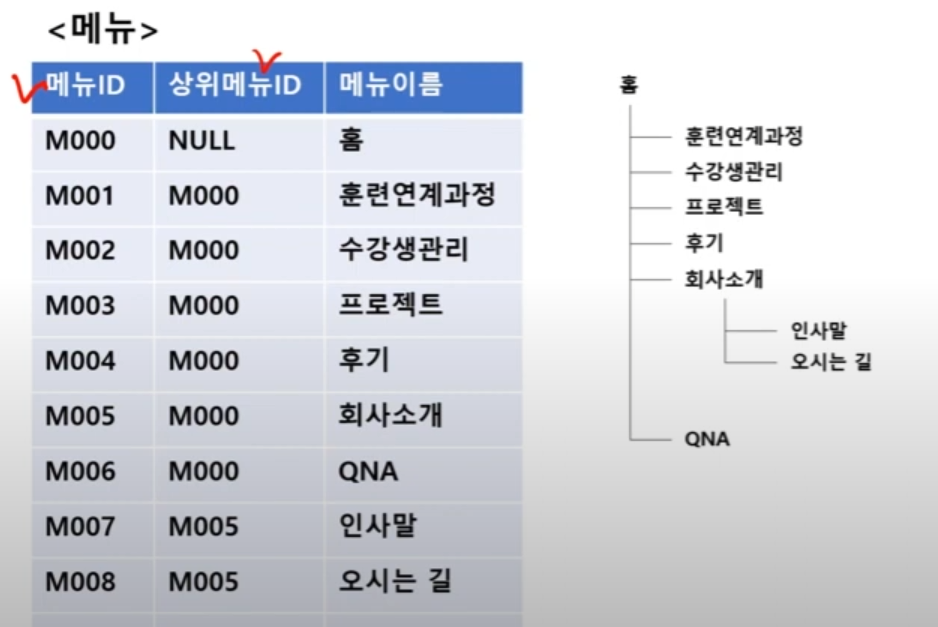 <메뉴>
메뉴ID 상위메뉴ID 메뉴이름
M000 NULL 홈
M001 M000 훈련연계과정
M002 M000 수강생관리
M003 M000 프로젝트
M004 M000 후기
M005 M000 회사소개
M006 M000 QNA
M007 M005 인사말
M008 M005 오시는 길
홈
훈련연계과정
수강생관리
프로젝트
후기
회사소개
인사말
오시는 길
QNA